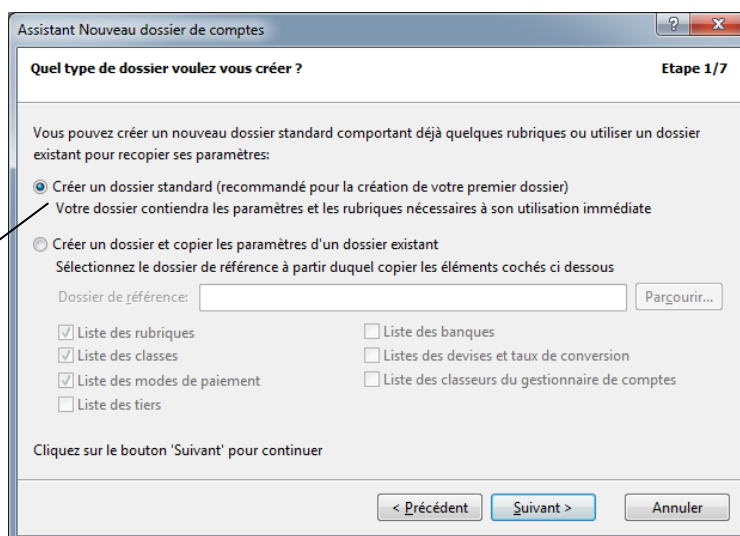 Assistant Nouveau dossier de comptes
Quel type de dossier voulez vous créer ?
Etape 1/7
Vous pouvez créer un nouveau dossier standard comportant déjà quelques rubriques ou utiliser un dossier
existant pour recopier ses paramètres:
Créer un dossier standard (recommandé pour la création de votre premier dossier)
Votre dossier contiendra les paramètres et les rubriques nécessaires à son utilisation immédiate
Créer un dossier et copier les paramètres d'un dossier existant
Sélectionnez le dossier de référence à partir duquel copier les éléments cochés ci dessous
Dossier de référence:
Parcourir...
Liste des rubriques
Liste des banques
Liste des classes
Listes des devises et taux de conversion
Liste des modes de paiement
Liste des classeurs du gestionnaire de comptes
Liste des tiers
Cliquez sur le bouton 'Suivant' pour continuer
< Précédent
Suivant >
Annuler